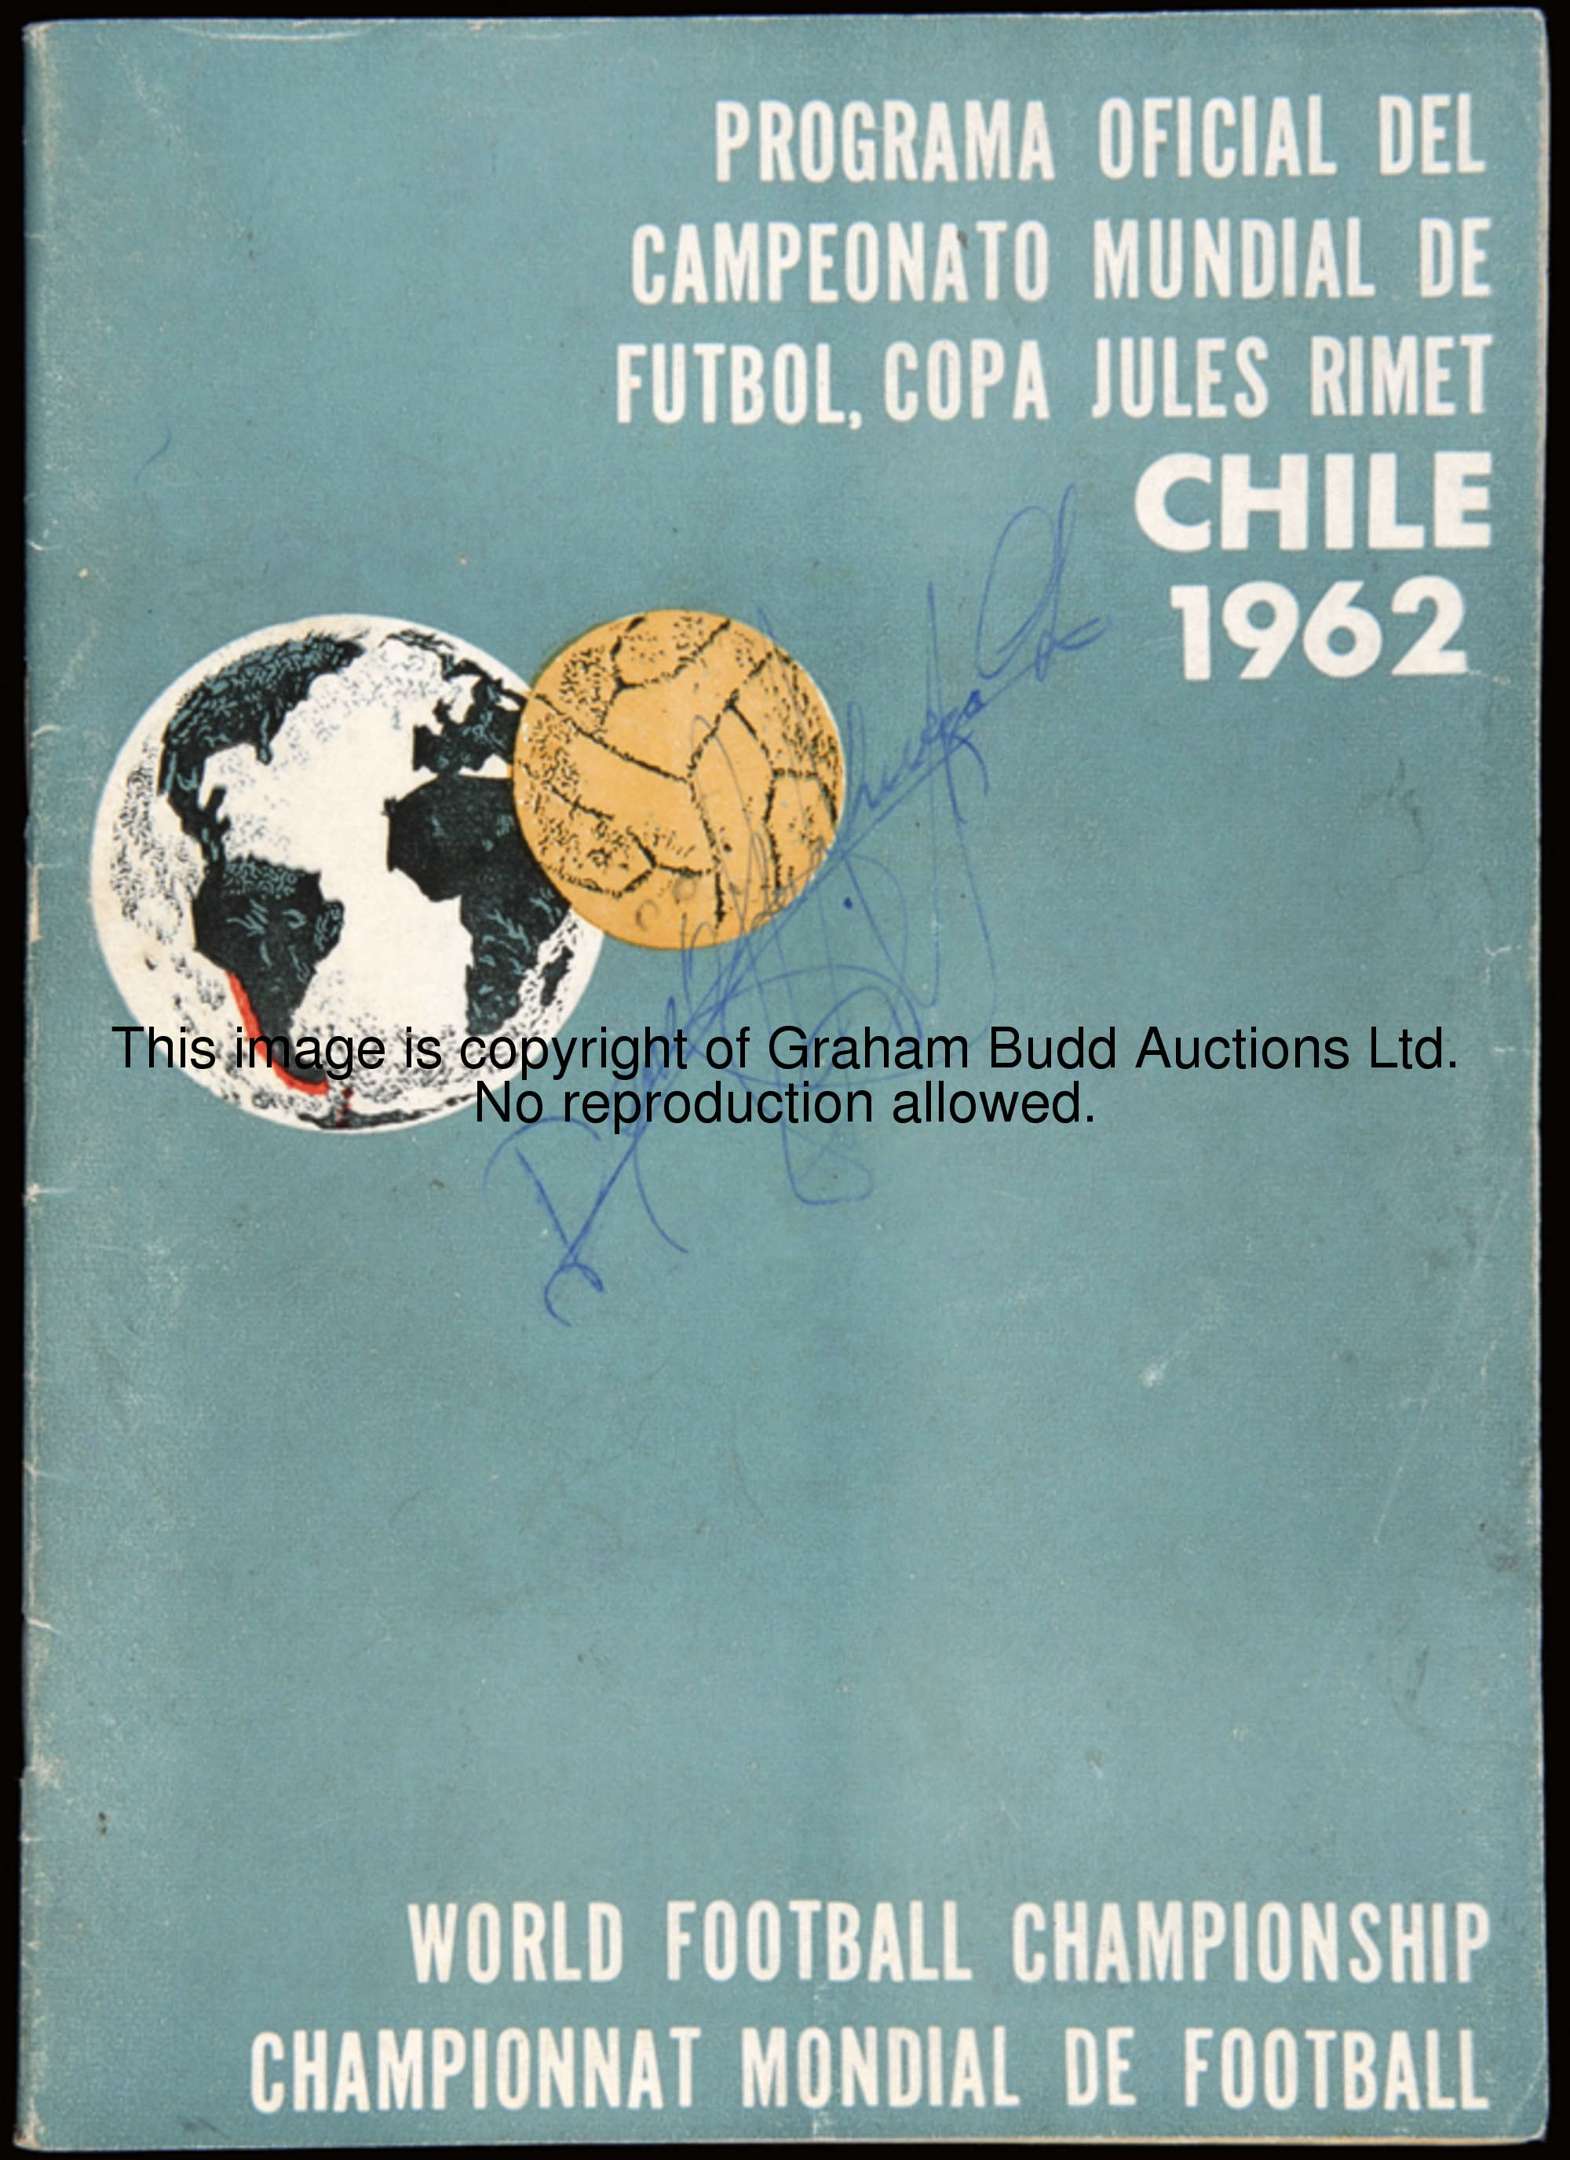 PROGRAMA OFICIAL DEL
CAMPEONATO MUNDIAL DE
FUTBOL, COPA JULES RIMET
CHILE
1962
This image is copyright of Graham Budd Auctions Ltd.
No reproduction allowed.
WORLD FOOTBALL CHAMPIONSHIP
CHAMPIONNAT MONDIAL DE FOOTBALL